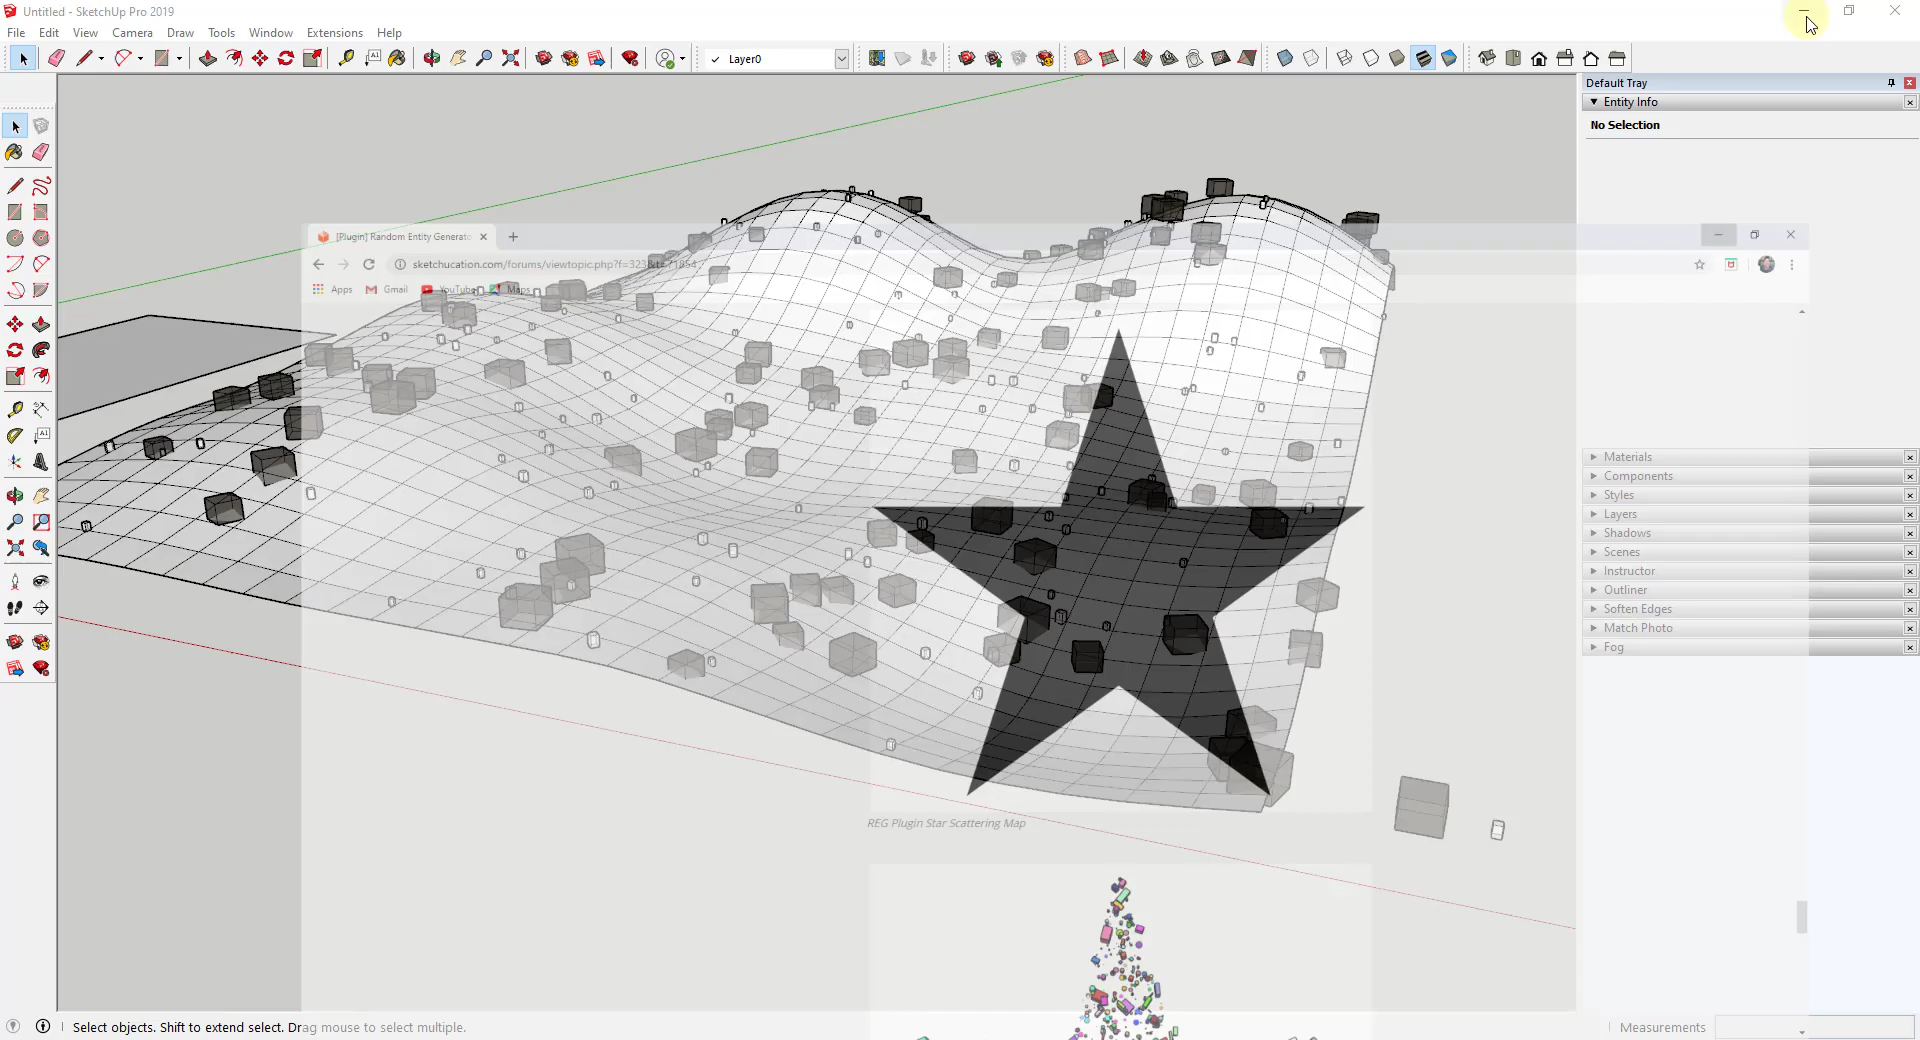 Untitled - SketchUp Pro 2019
File Edit View Camera Draw Tools Window Extensions Help
Layer0
Default Tray
Entity Info
No Selection
[Plugin] Random Entity Generato
sketchucation.com/forums/viewtopic.php?f=323&t=71854
Apps Gmail YouTube Maps
Materials
Components
Styles
Layers
Shadows
Scenes
Instructor
Outliner
Soften Edges
Match Photo
Fog
REG Plugin Star Scattering Map
Select objects. Shift to extend select. Drag mouse to select multiple.
Measurements